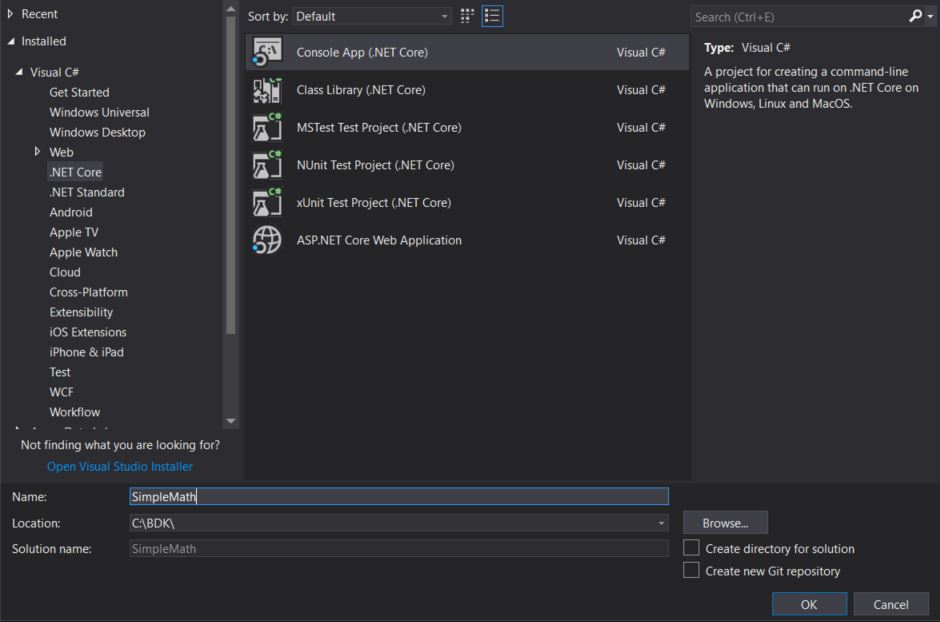 Recent
Installed
Visual C#
Get Started
Windows Universal
Windows Desktop
Web
.NET Core
.NET Standard
Android
Apple TV
Apple Watch
Cloud
Cross-Platform
Extensibility
iOS Extensions
iPhone & iPad
Test
WCF
Workflow
Not finding what you are looking for?
Open Visual Studio Installer
Sort by: Default
Console App (.NET Core) Visual C#
Class Library (.NET Core) Visual C#
MSTest Test Project (.NET Core) Visual C#
NUnit Test Project (.NET Core) Visual C#
xUnit Test Project (.NET Core) Visual C#
ASP.NET Core Web Application Visual C#
Search (Ctrl+E)
Type: Visual C#
A project for creating a command-line
application that can run on .NET Core on
Windows, Linux and MacOS.
Name: SimpleMath
Location: C:\BDK\
Browse...
Solution name: SimpleMath
Create directory for solution
Create new Git repository
OK Cancel